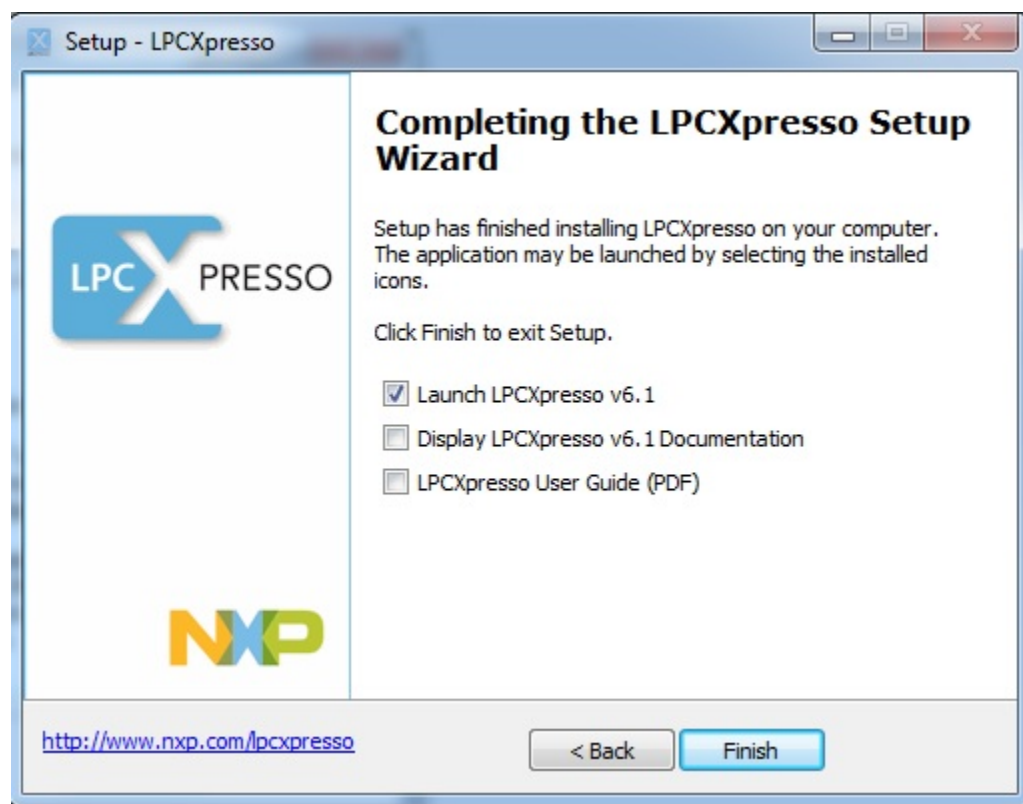 Setup - LPCXpresso
Completing the LPCXpresso Setup
Wizard
Setup has finished installing LPCXpresso on your computer.
The application may be launched by selecting the installed
icons.
Click Finish to exit Setup.
Launch LPCXpresso v6.1
Display LPCXpresso v6.1 Documentation
LPCXpresso User Guide (PDF)
LPCXPRESSO
NXP
http://www.nxp.com/lpcxpresso
< Back
Finish